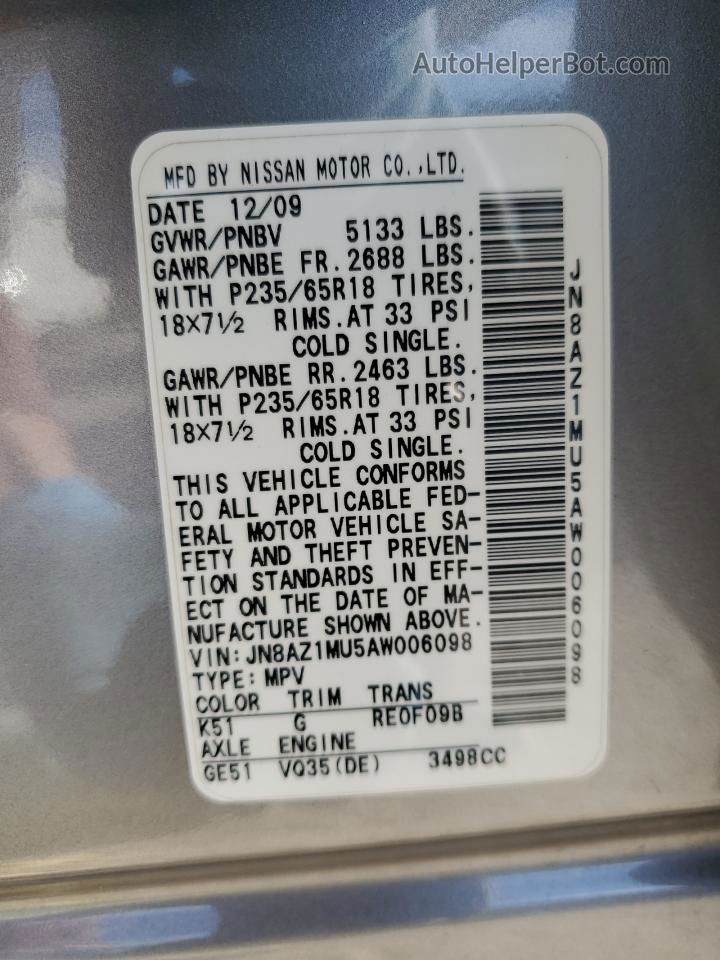 AutoHelperBot.com
MFD BY NISSAN MOTOR CO.,LTD.
DATE 12/09
GVWR/PNBV 5133 LBS.
GAWR/PNBE FR.2688 LBS.
WITH P235/65R18 TIRES,
18X7½ RIMS.AT 33 PSI
COLD SINGLE.
GAWR/PNBE RR.2463 LBS.
WITH P235/65R18 TIRES,
18X7½ RIMS.AT 33 PSI
COLD SINGLE.
THIS VEHICLE CONFORMS
TO ALL APPLICABLE FED-
ERAL MOTOR VEHICLE SA-
FETY AND THEFT PREVEN-
TION STANDARDS IN EFF-
ECT ON THE DATE OF MA-
NUFACTURE SHOWN ABOVE.
VIN:JN8AZ1MU5AW006098
TYPE:MPV
COLOR TRIM TRANS
K51 G RE0F09B
AXLE ENGINE
GE51 VQ35(DE) 3498CC
JN8AZ1MU5AW006098